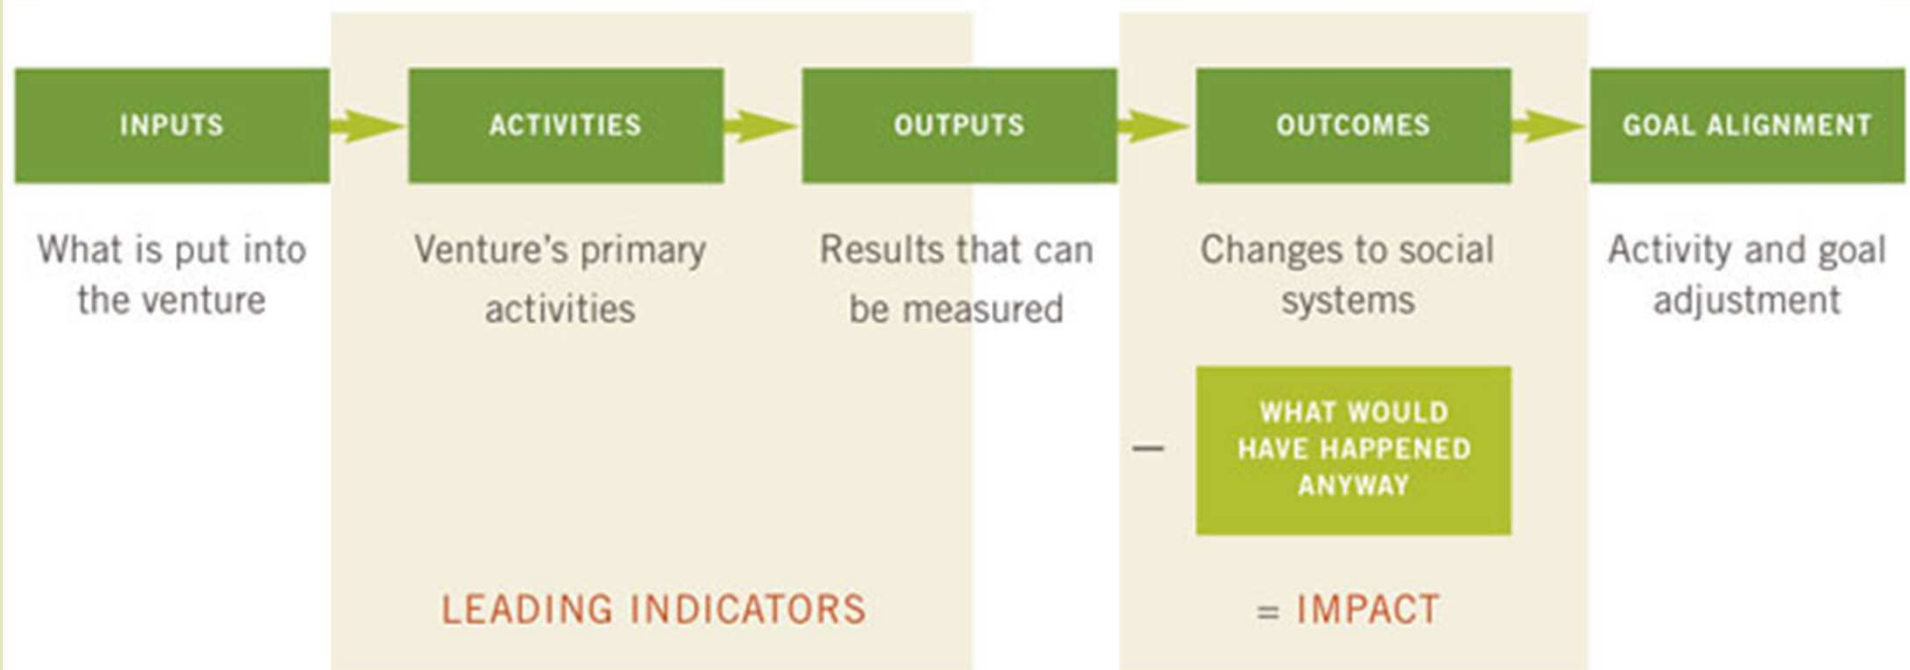 INPUTS
ACTIVITIES
OUTPUTS
OUTCOMES
GOAL ALIGNMENT
What is put into
the venture
Venture's primary
activities
Results that can
be measured
Changes to social
systems
Activity and goal
adjustment
—
WHAT WOULD
HAVE HAPPENED
ANYWAY
LEADING INDICATORS
= IMPACT